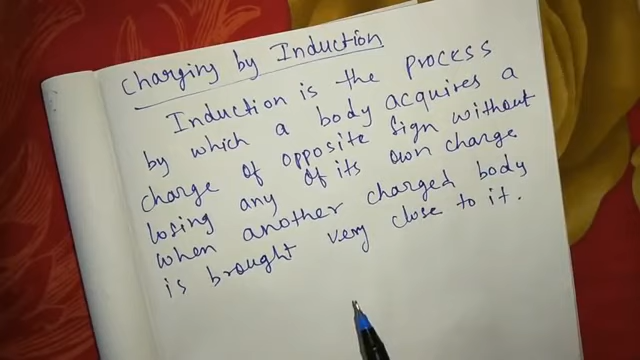 Charging by Induction
Induction is the process
by which a body acquires a
charge of opposite sign without
losing any of its own charge
when another charged body
is brought very close to it.